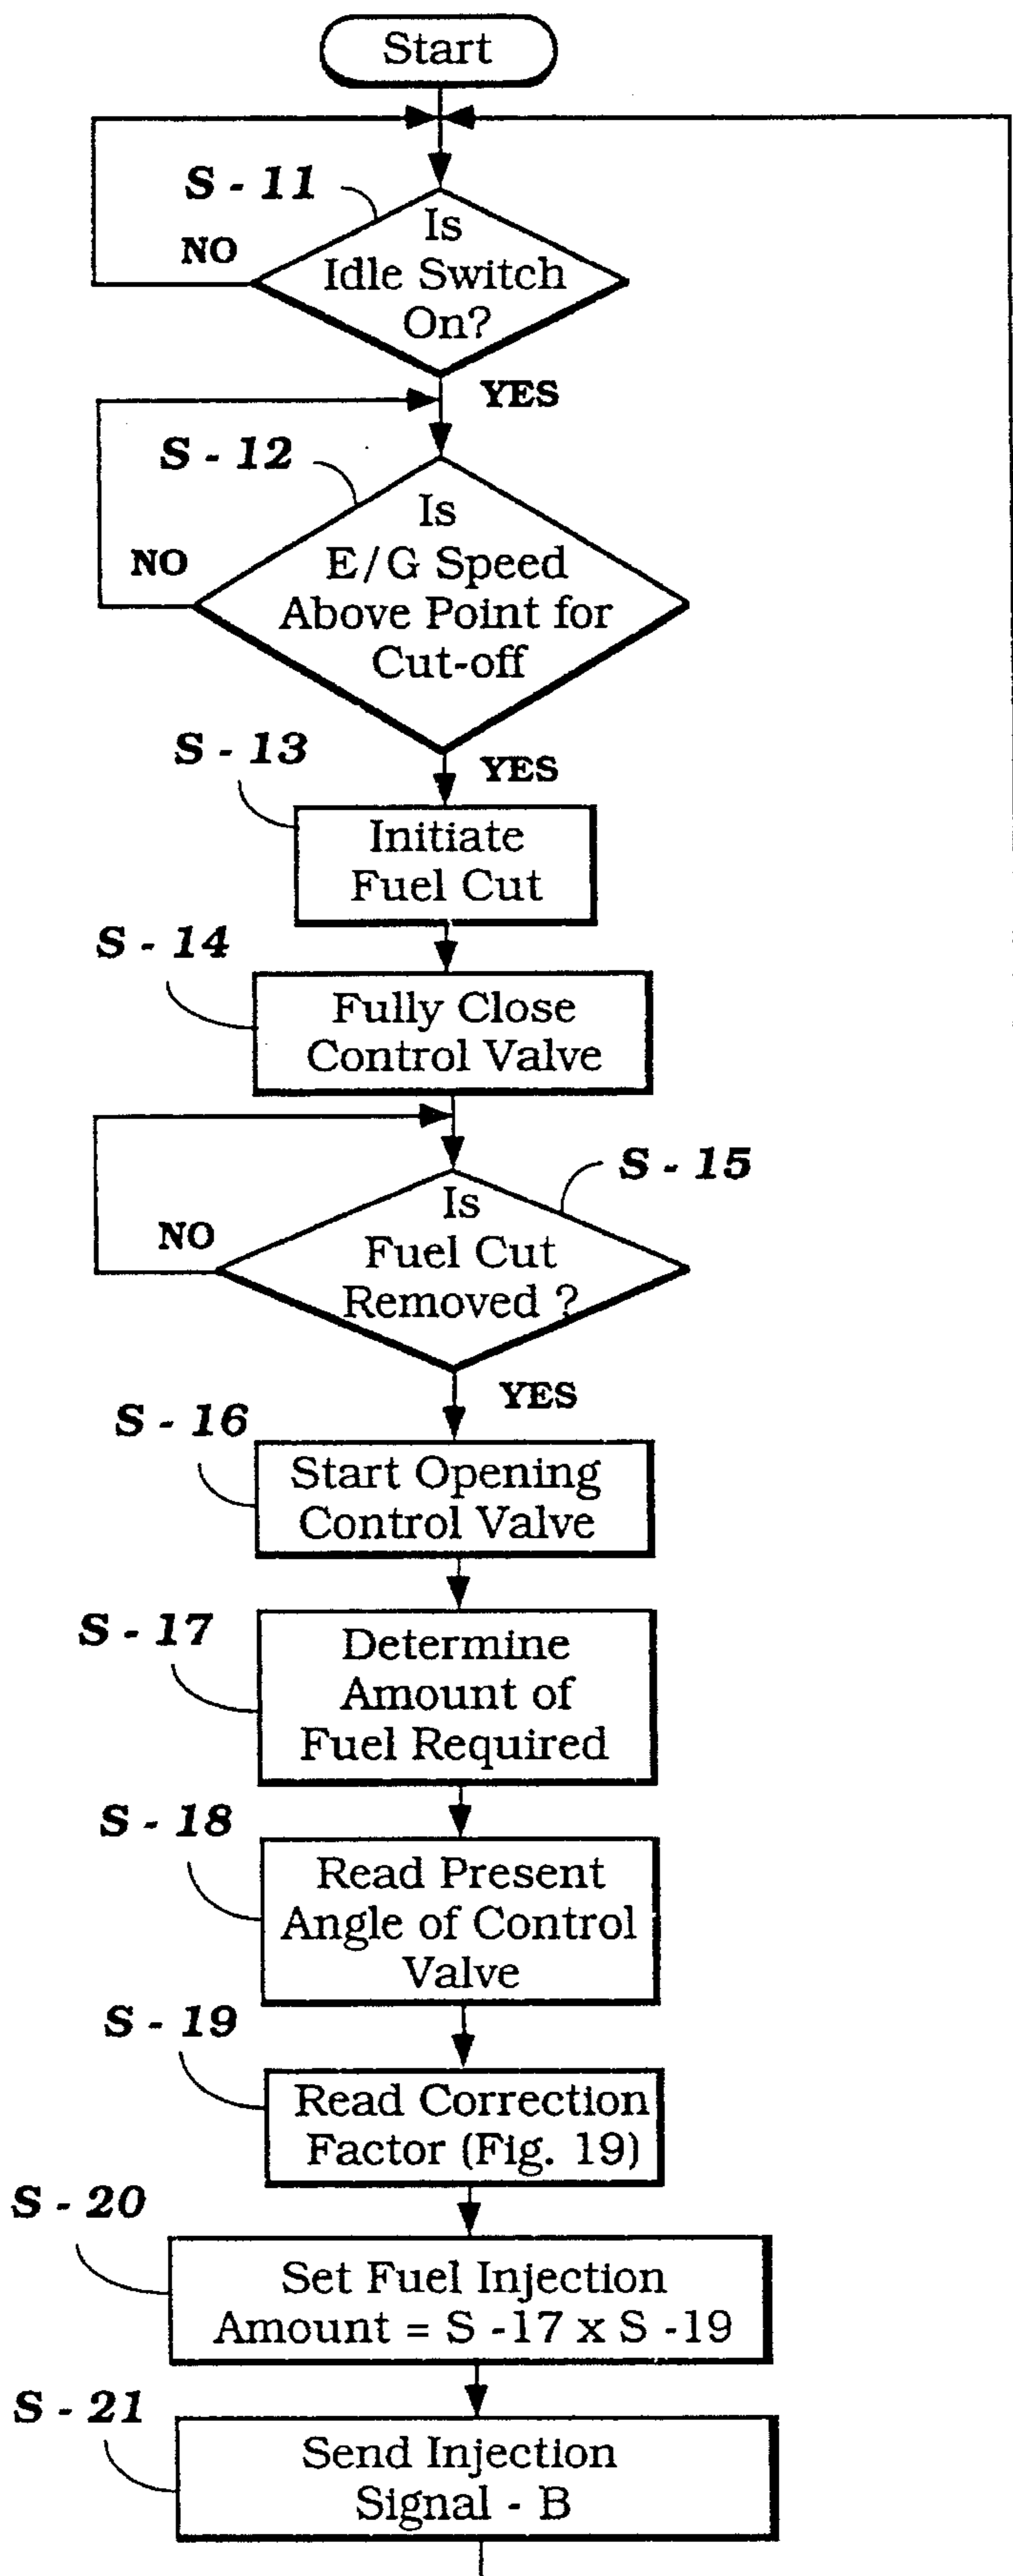 Start
S - 11
NO
Is
Idle Switch
On?
YES
S - 12
NO
Is
E/G Speed
Above Point for
Cut-off
S - 13
YES
Initiate
Fuel Cut
S - 14
Fully Close
Control Valve
S - 15
NO
Is
Fuel Cut
Removed ?
YES
S - 16
Start Opening
Control Valve
S - 17
Determine
Amount of
Fuel Required
S - 18
Read Present
Angle of Control
Valve
S - 19
Read Correction
Factor (Fig. 19)
S - 20
Set Fuel Injection
Amount = S -17 x S -19
S - 21
Send Injection
Signal - B